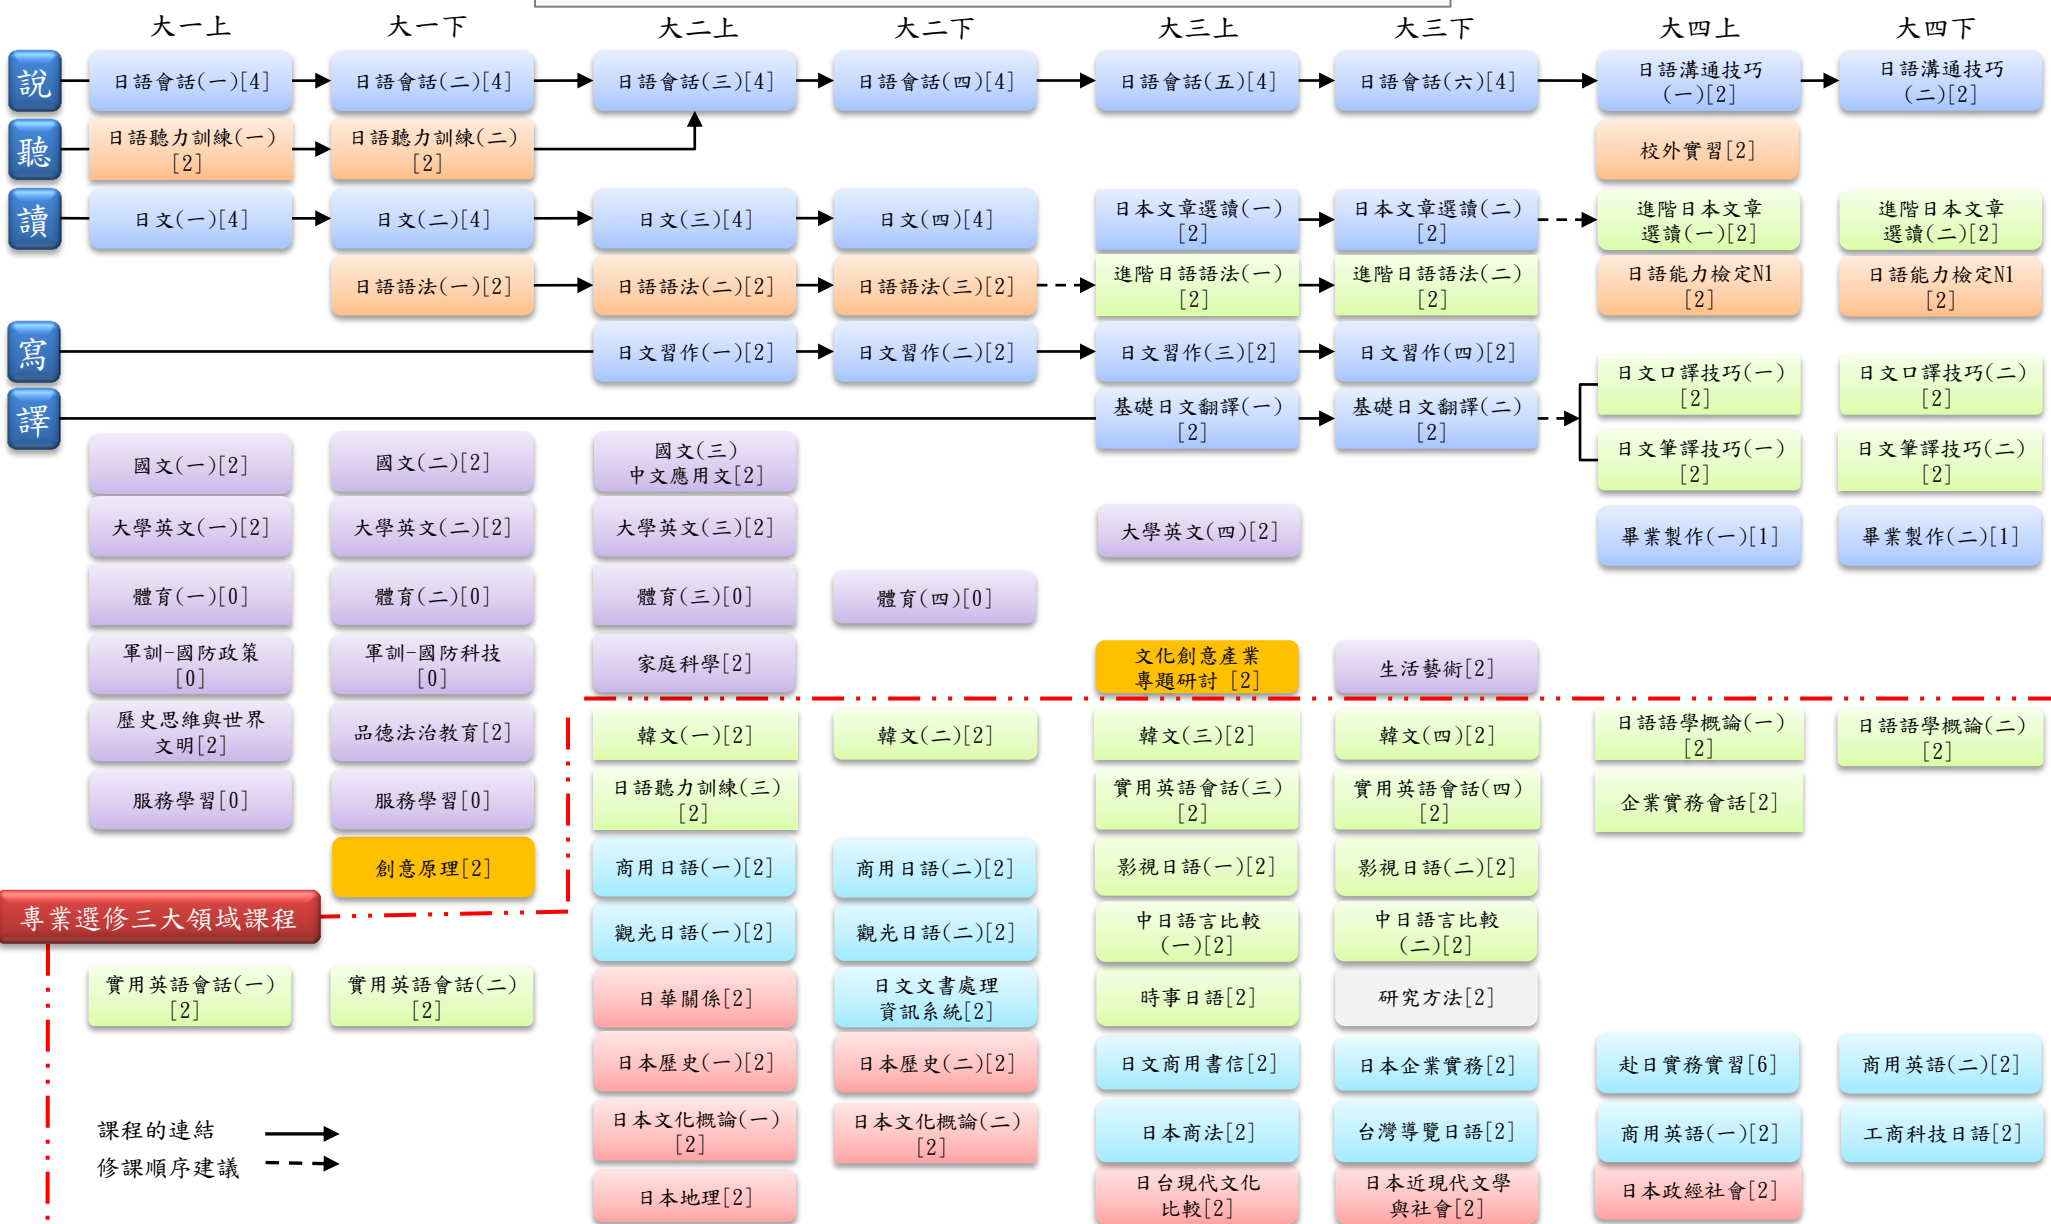 大一上 大一下 大二上 大二下 大三上 大三下 大四上 大四下
說 日語會話(一)[4] 日語會話(二)[4] 日語會話(三)[4] 日語會話(四)[4] 日語會話(五)[4] 日語會話(六)[4]
日語溝通技巧
(一)[2]
日語溝通技巧
(二)[2]
聽
日語聽力訓練(一)
[2]
日語聽力訓練(二)
[2]
校外實習[2]
讀 日文(一)[4] 日文(二)[4] 日文(三)[4] 日文(四)[4]
日本文章選讀(一)
[2]
日本文章選讀(二)
[2]
進階日本文章
選讀(一)[2]
進階日本文章
選讀(二)[2]
日語語法(一)[2] 日語語法(二)[2] 日語語法(三)[2]
進階日語語法(一)
[2]
進階日語語法(二)
[2]
日語能力檢定N1
[2]
日語能力檢定N1
[2]
寫 日文習作(一)[2] 日文習作(二)[2] 日文習作(三)[2] 日文習作(四)[2]
日文口譯技巧(一)
[2]
日文口譯技巧(二)
[2]
譯
基礎日文翻譯(一)
[2]
基礎日文翻譯(二)
[2]
日文筆譯技巧(一)
[2]
日文筆譯技巧(二)
[2]
國文(一)[2] 國文(二)[2]
國文(三)
中文應用文[2]
大學英文(一)[2] 大學英文(二)[2] 大學英文(三)[2] 大學英文(四)[2] 畢業製作(一)[1] 畢業製作(二)[1]
體育(一)[0] 體育(二)[0] 體育(三)[0] 體育(四)[0]
軍訓-國防政策
[0]
軍訓-國防科技
[0]
家庭科學[2]
文化創意產業
專題研討 [2]
生活藝術[2]
歷史思維與世界
文明[2]
品德法治教育[2] 韓文(一)[2] 韓文(二)[2] 韓文(三)[2] 韓文(四)[2]
日語語學概論(一)
[2]
日語語學概論(二)
[2]
服務學習[0] 服務學習[0]
日語聽力訓練(三)
[2]
實用英語會話(三)
[2]
實用英語會話(四)
[2]
企業實務會話[2]
創意原理[2] 商用日語(一)[2] 商用日語(二)[2] 影視日語(一)[2] 影視日語(二)[2]
專業選修三大領域課程
觀光日語(一)[2] 觀光日語(二)[2]
中日語言比較
(一)[2]
中日語言比較
(二)[2]
實用英語會話(一)
[2]
實用英語會話(二)
[2]
日華關係[2]
日文文書處理
資訊系統[2]
時事日語[2] 研究方法[2]
日本歷史(一)[2] 日本歷史(二)[2] 日文商用書信[2] 日本企業實務[2] 赴日實務實習[6] 商用英語(二)[2]
課程的連結
修課順序建議
日本文化概論(一)
[2]
日本文化概論(二)
[2]
日本商法[2] 台灣導覽日語[2] 商用英語(一)[2] 工商科技日語[2]
日本地理[2]
日台現代文化
比較[2]
日本近現代文學
與社會[2]
日本政經社會[2]